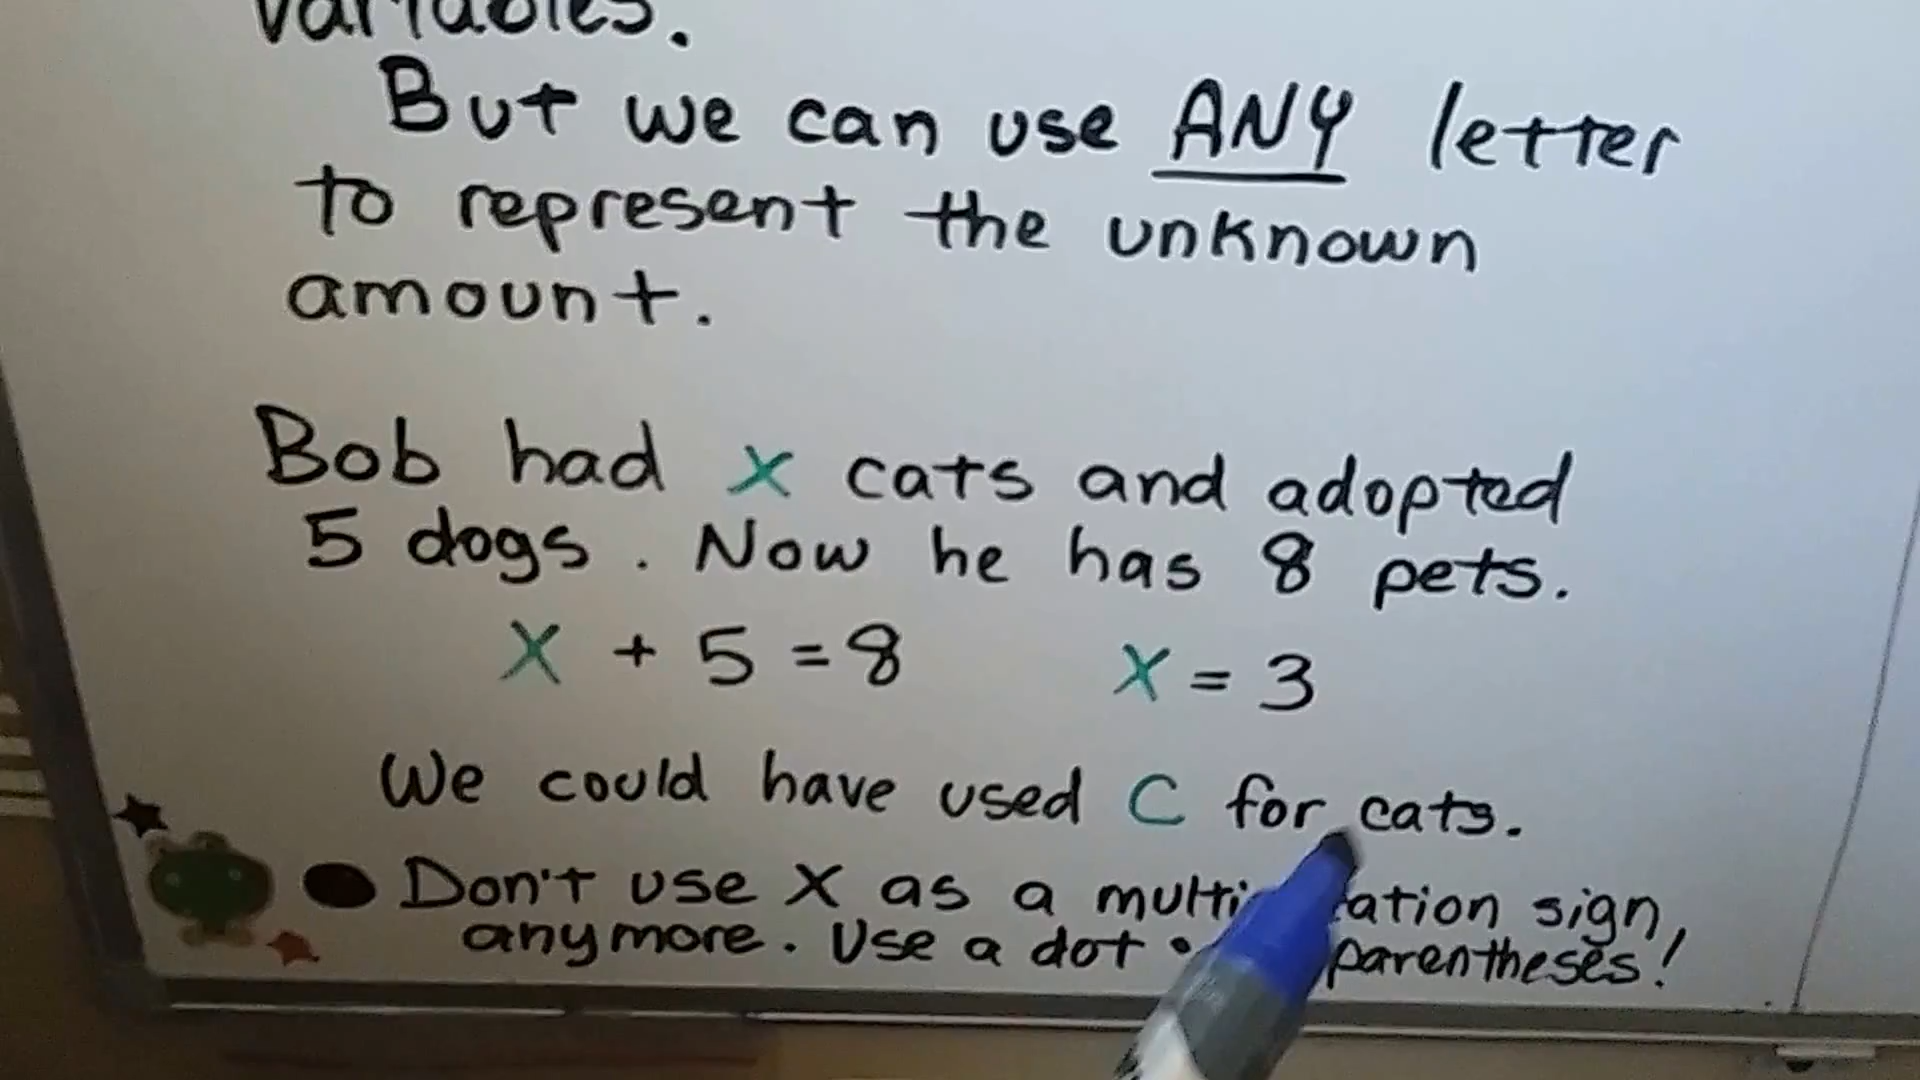 variables.
But we can use ANY letter
to represent the unknown
amount.
Bob had x cats and adopted
5 dogs. Now he has 8 pets.
x + 5 = 8 x = 3
We could have used C for cats.
Don't use X as a multi ation sign,
anymore. Use a dot • parentheses!